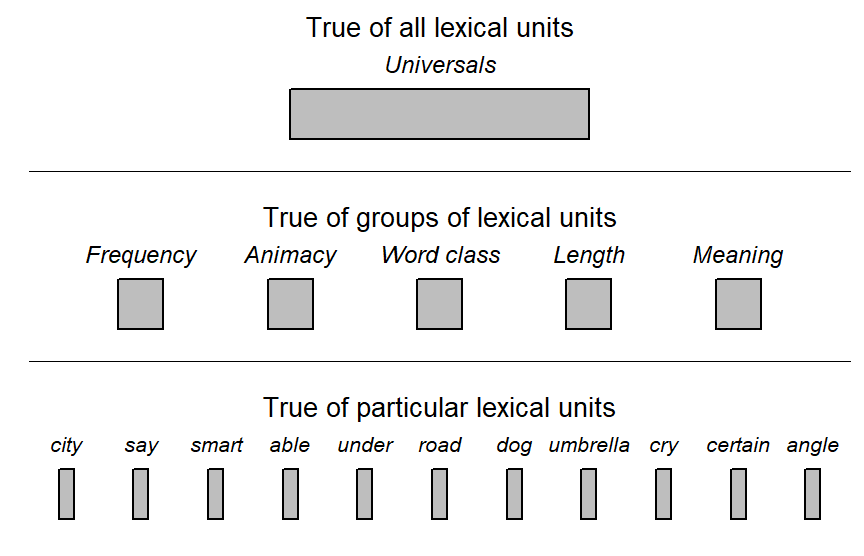 True of all lexical units
Universals
True of groups of lexical units
Frequency Animacy Word class Length Meaning
True of particular lexical units
city say smart able under road dog umbrella cry certain angle